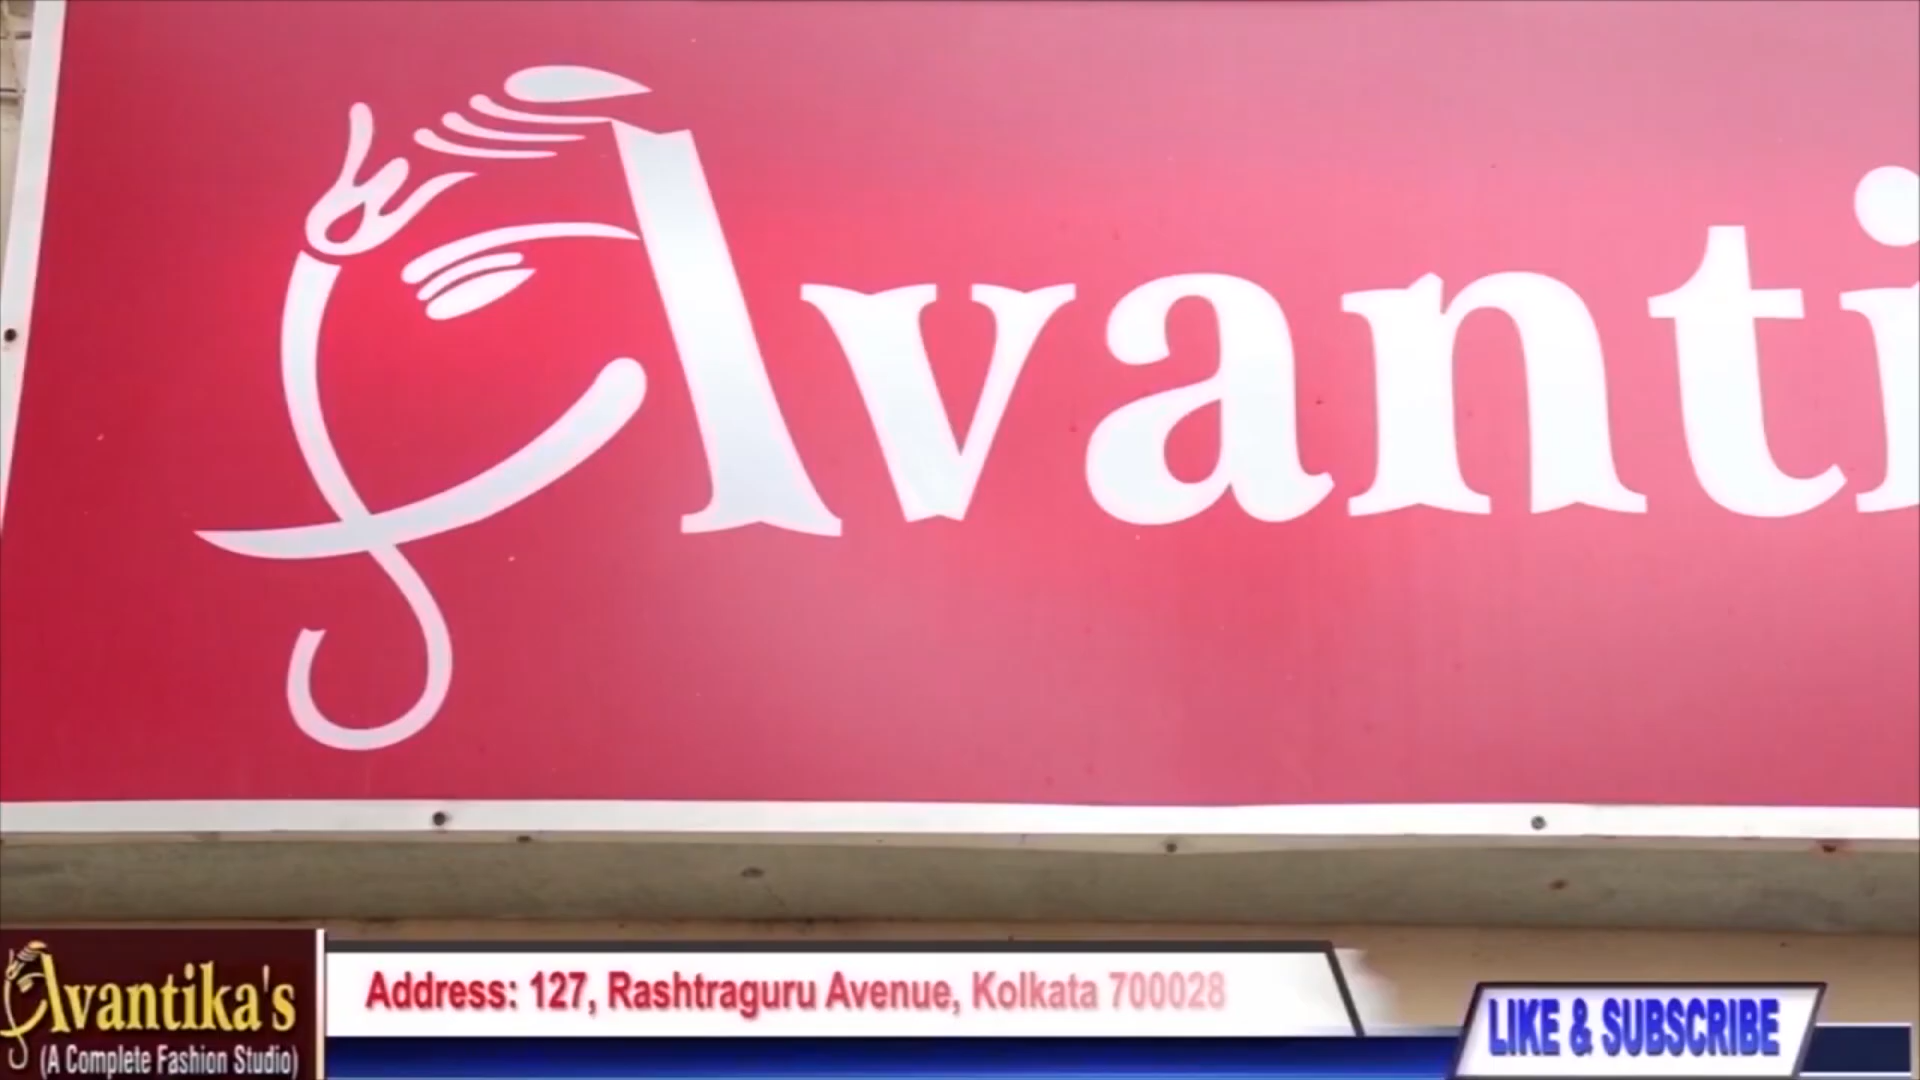 Avanti
Avantika's
(A Complete Fashion Studio)
Address: 127, Rashtraguru Avenue, Kolkata 700028
LIKE & SUBSCRIBE